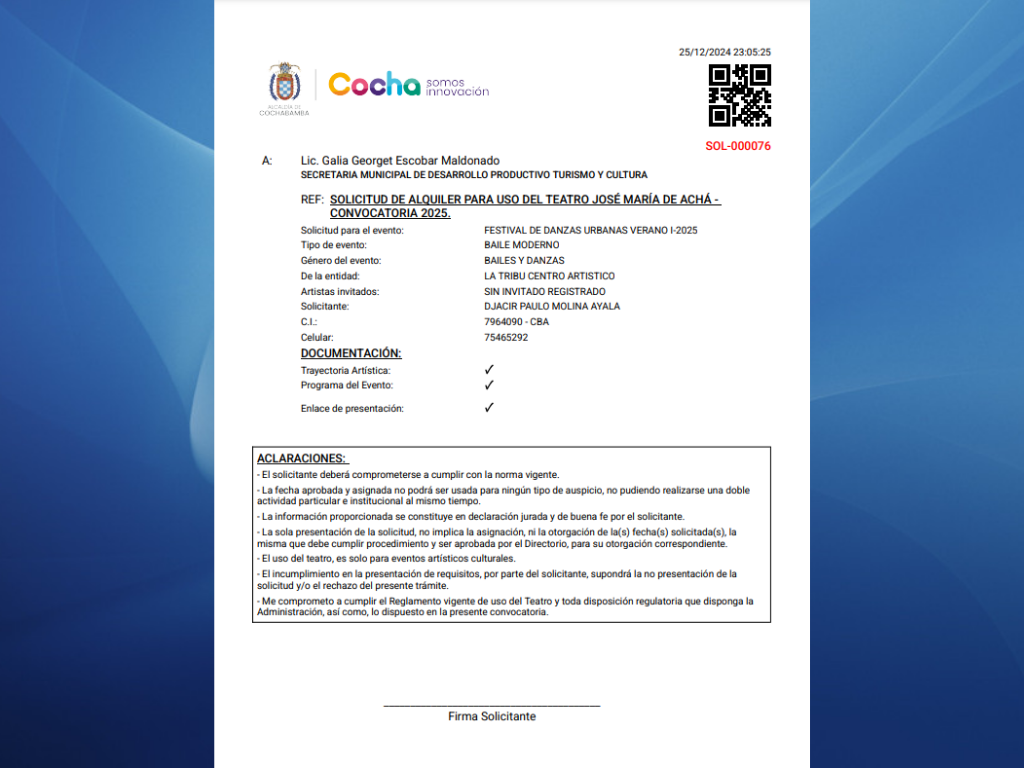 25/12/2024 23:05:25
ALCALDÍA DE
COCHABAMBA
Cocha somos
innovación
SOL-000076
A: Lic. Galia Georget Escobar Maldonado
SECRETARIA MUNICIPAL DE DESARROLLO PRODUCTIVO TURISMO Y CULTURA
REF: SOLICITUD DE ALQUILER PARA USO DEL TEATRO JOSÉ MARÍA DE ACHÁ -
CONVOCATORIA 2025.
Solicitud para el evento: FESTIVAL DE DANZAS URBANAS VERANO I-2025
Tipo de evento: BAILE MODERNO
Género del evento: BAILES Y DANZAS
De la entidad: LA TRIBU CENTRO ARTISTICO
Artistas invitados: SIN INVITADO REGISTRADO
Solicitante: DJACIR PAULO MOLINA AYALA
C.I.: 7964090 - CBA
Celular: 75465292
DOCUMENTACIÓN:
Trayectoria Artística: ✓
Programa del Evento: ✓
Enlace de presentación: ✓
ACLARACIONES:
- El solicitante deberá comprometerse a cumplir con la norma vigente.
- La fecha aprobada y asignada no podrá ser usada para ningún tipo de auspicio, no pudiendo realizarse una doble
actividad particular e institucional al mismo tiempo.
- La información proporcionada se constituye en declaración jurada y de buena fe por el solicitante.
- La sola presentación de la solicitud, no implica la asignación, ni la otorgación de la(s) fecha(s) solicitada(s), la
misma que debe cumplir procedimiento y ser aprobada por el Directorio, para su otorgación correspondiente.
- El uso del teatro, es solo para eventos artísticos culturales.
- El incumplimiento en la presentación de requisitos, por parte del solicitante, supondrá la no presentación de la
solicitud y/o el rechazo del presente trámite.
- Me comprometo a cumplir el Reglamento vigente de uso del Teatro y toda disposición regulatoria que disponga la
Administración, así como, lo dispuesto en la presente convocatoria.
Firma Solicitante